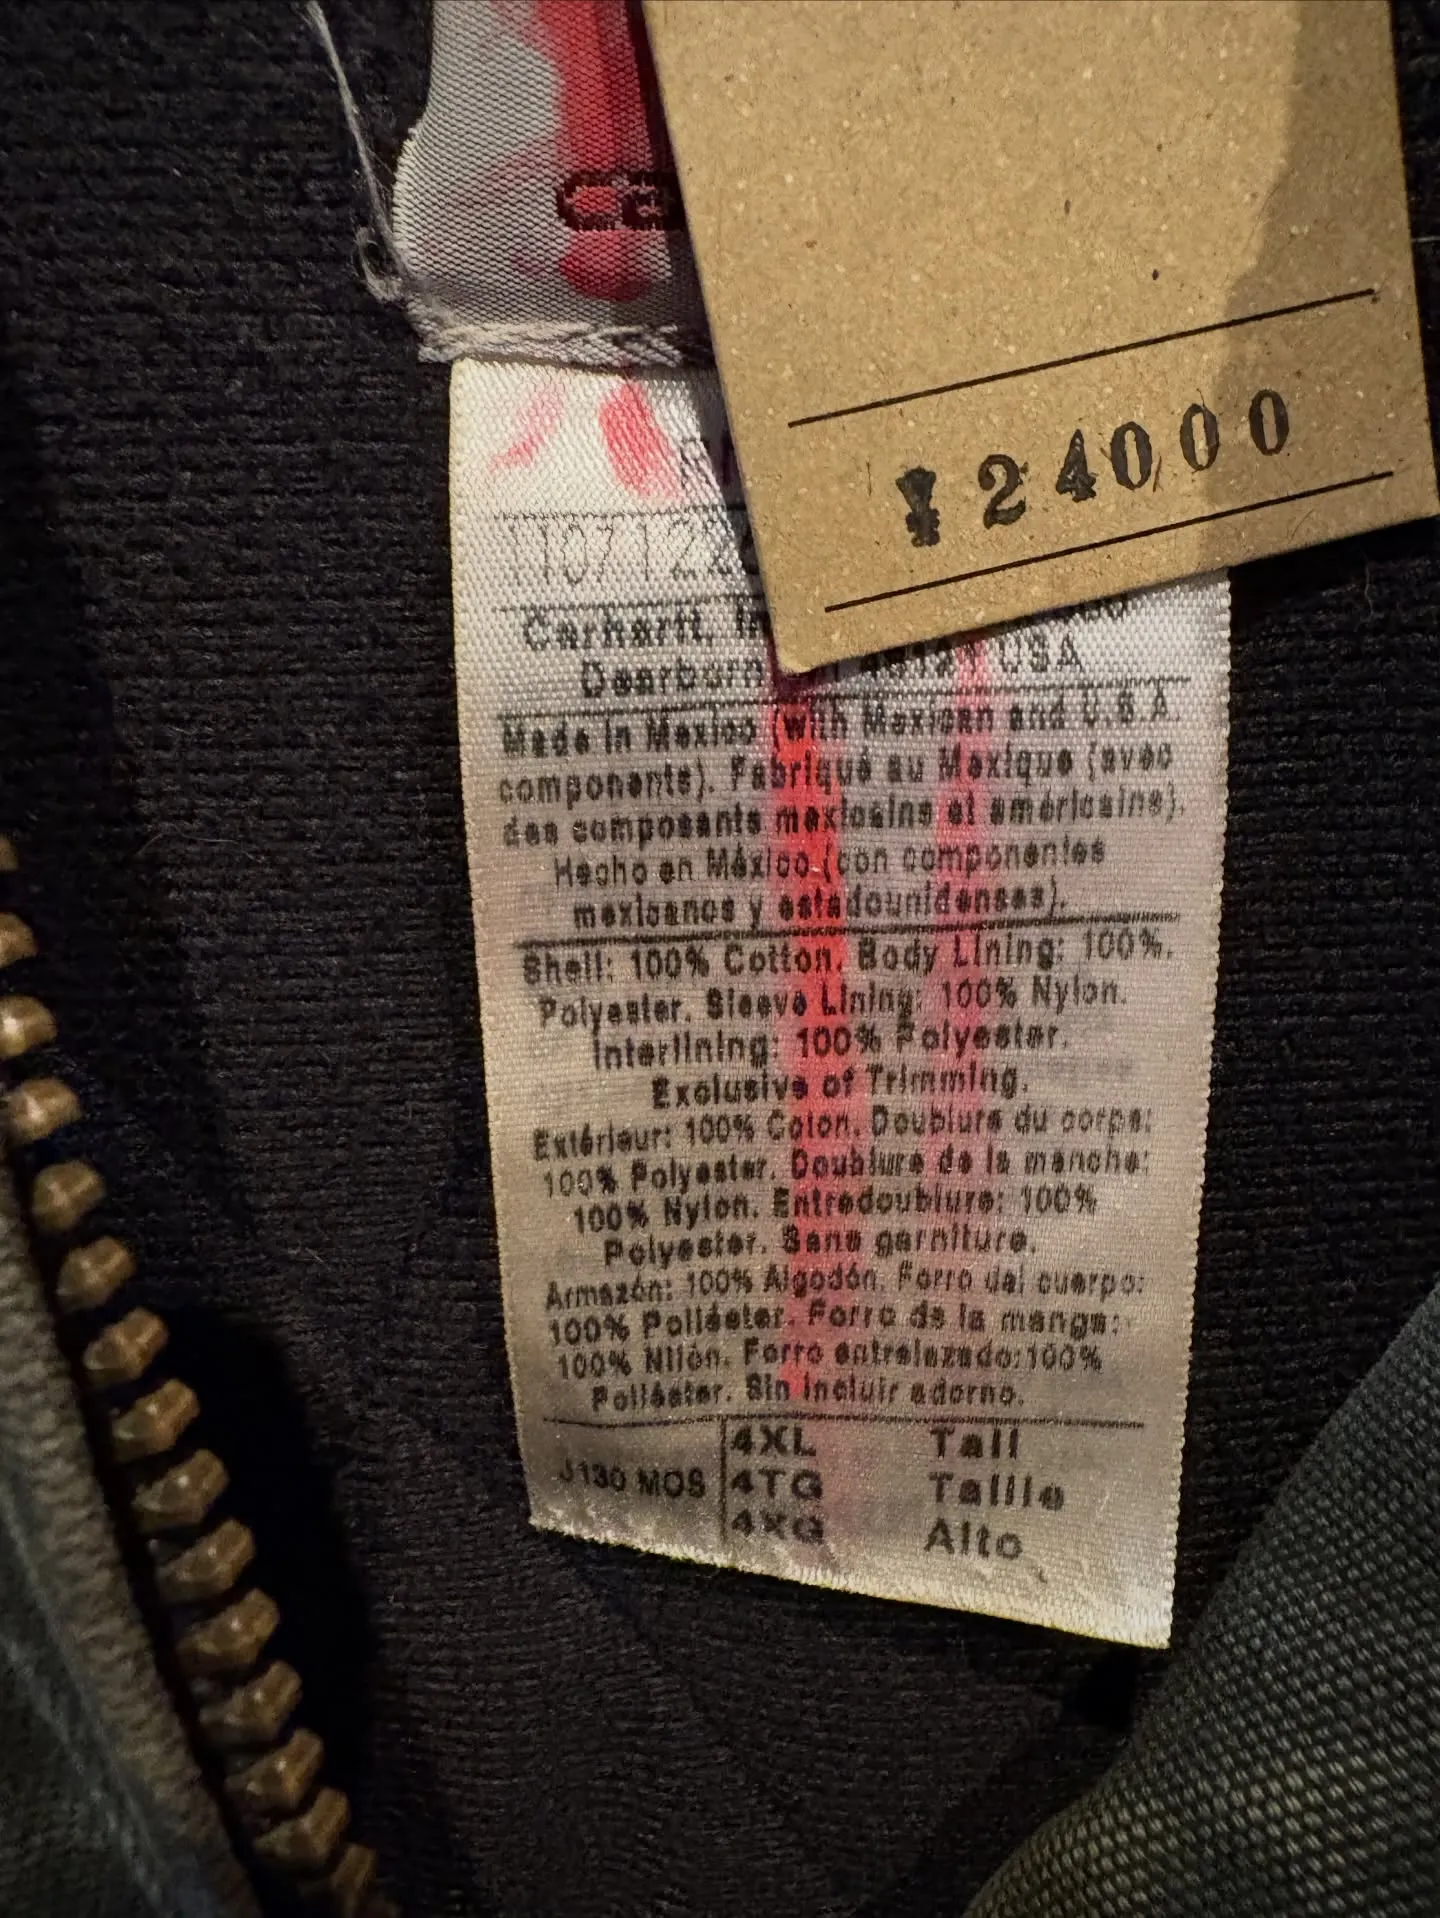 ¥24000
Carhartt,
Dearborn USA
Made in Mexico (with Mexican and U.S.A.
components). Fabriqué au Mexique (avec
des composants mexicains et américains).
Hecho en México (con componentes
mexicanos y estadounidenses).
Shell: 100% Cotton. Body Lining: 100%.
Polyester. Sleeve Lining: 100% Nylon.
Interlining: 100% Polyester.
Exclusive of Trimming.
Extérieur: 100% Coton. Doublure du corps:
100% Polyester. Doublure de la manche:
100% Nylon. Entredoublure: 100%
Polyester. Sans garniture.
Armazón: 100% Algodón. Forro del cuerpo:
100% Poliéster. Forro de la manga:
100% Nilón. Forro entrelazado:100%
Poliéster. Sin incluir adorno.
J130 MOS
4XL Tall
4TG Taille
4XG Alto